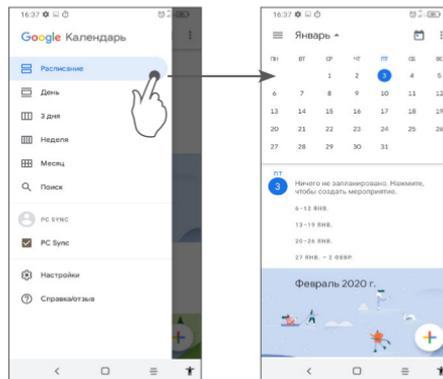 16:37
Google Календарь
Расписание
День
3 дня
Неделя
Месяц
Поиск
PC SYNC
PC Sync
Настройки
Справка/отзыв
16:37
Январь
ПН ВТ СР ЧТ ПТ СБ ВС
1 2 3 4 5
6 7 8 9 10 11 12
13 14 15 16 17 18 19
20 21 22 23 24 25 26
27 28 29 30 31
ПТ
3
Ничего не запланировано. Нажмите,
чтобы создать мероприятие.
6–12 ЯНВ.
13–19 ЯНВ.
20–26 ЯНВ.
27 ЯНВ. – 2 ФЕВР.
Февраль 2020 г.